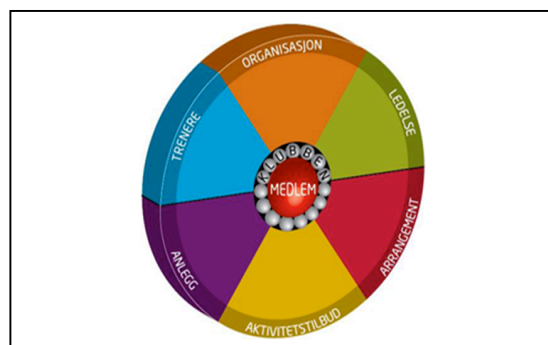 ORGANISASJON
LEDELSE
ARRANGEMENT
AKTIVITETSTILBUD
ANLEGG
TRENERE
KLUBBEN
MEDLEM